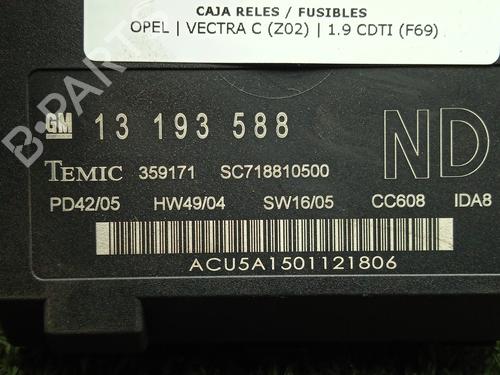 CAJA RELES / FUSIBLES
OPEL | VECTRA C (Z02) | 1.9 CDTI (F69)
B-PARTS
GM 13 193 588 ND
TEMIC 359171 SC718810500
PD42/05 HW49/04 SW16/05 CC608 IDA8
ACU5A1501121806